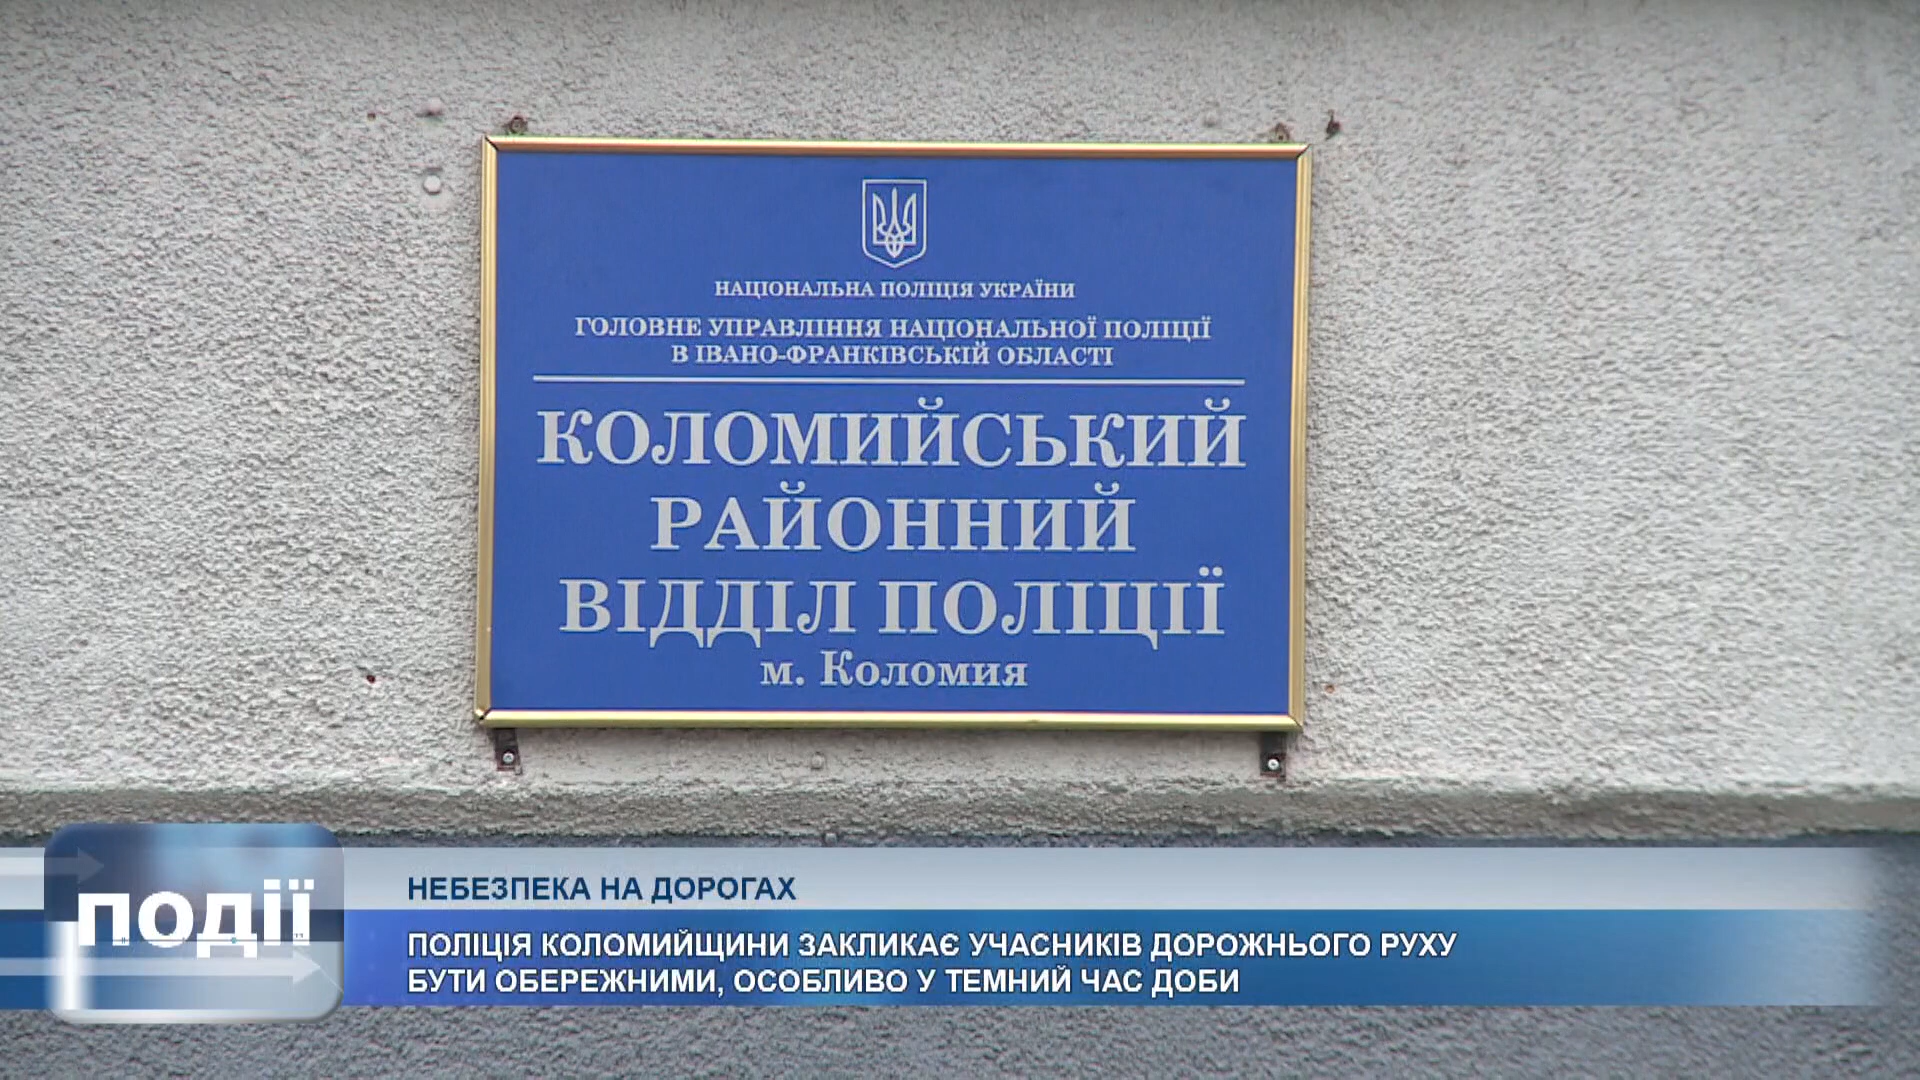 НАЦІОНАЛЬНА ПОЛІЦІЯ УКРАЇНИ
ГОЛОВНЕ УПРАВЛІННЯ НАЦІОНАЛЬНОЇ ПОЛІЦІЇ
В ІВАНО-ФРАНКІВСЬКІЙ ОБЛАСТІ
КОЛОМИЙСЬКИЙ
РАЙОННИЙ
ВІДДІЛ ПОЛІЦІЇ
м. Коломия
події
НЕБЕЗПЕКА НА ДОРОГАХ
ПОЛІЦІЯ КОЛОМИЙЩИНИ ЗАКЛИКАЄ УЧАСНИКІВ ДОРОЖНЬОГО РУХУ
БУТИ ОБЕРЕЖНИМИ, ОСОБЛИВО У ТЕМНИЙ ЧАС ДОБИ